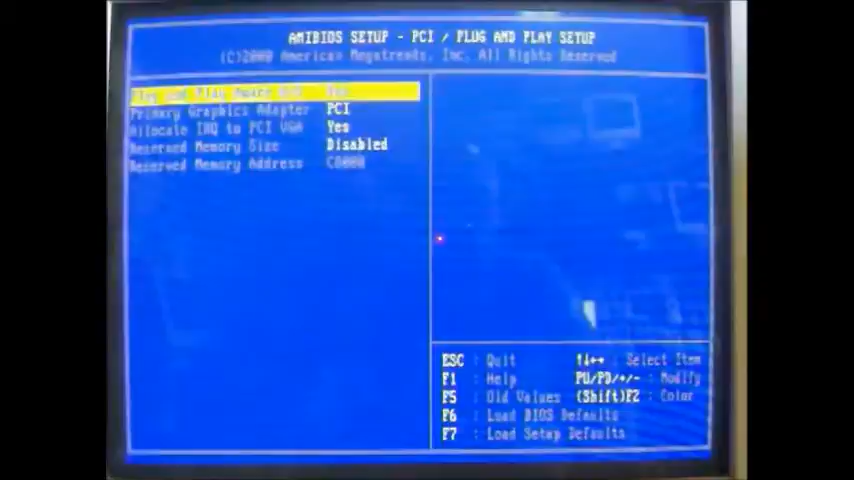 AMIBIOS SETUP - PCI / PLUG AND PLAY SETUP
(C)2000 American Megatrends, Inc. All Rights Reserved
Plug and Play Aware O/S Yes
Primary Graphics Adapter PCI
Allocate IRQ to PCI VGA Yes
Reserved Memory Size Disabled
Reserved Memory Address C8000
ESC : Quit ↑↓←→ : Select Item
F1 : Help PU/PD/+/- : Modify
F5 : Old Values (Shift)F2 : Color
F6 : Load BIOS Defaults
F7 : Load Setup Defaults